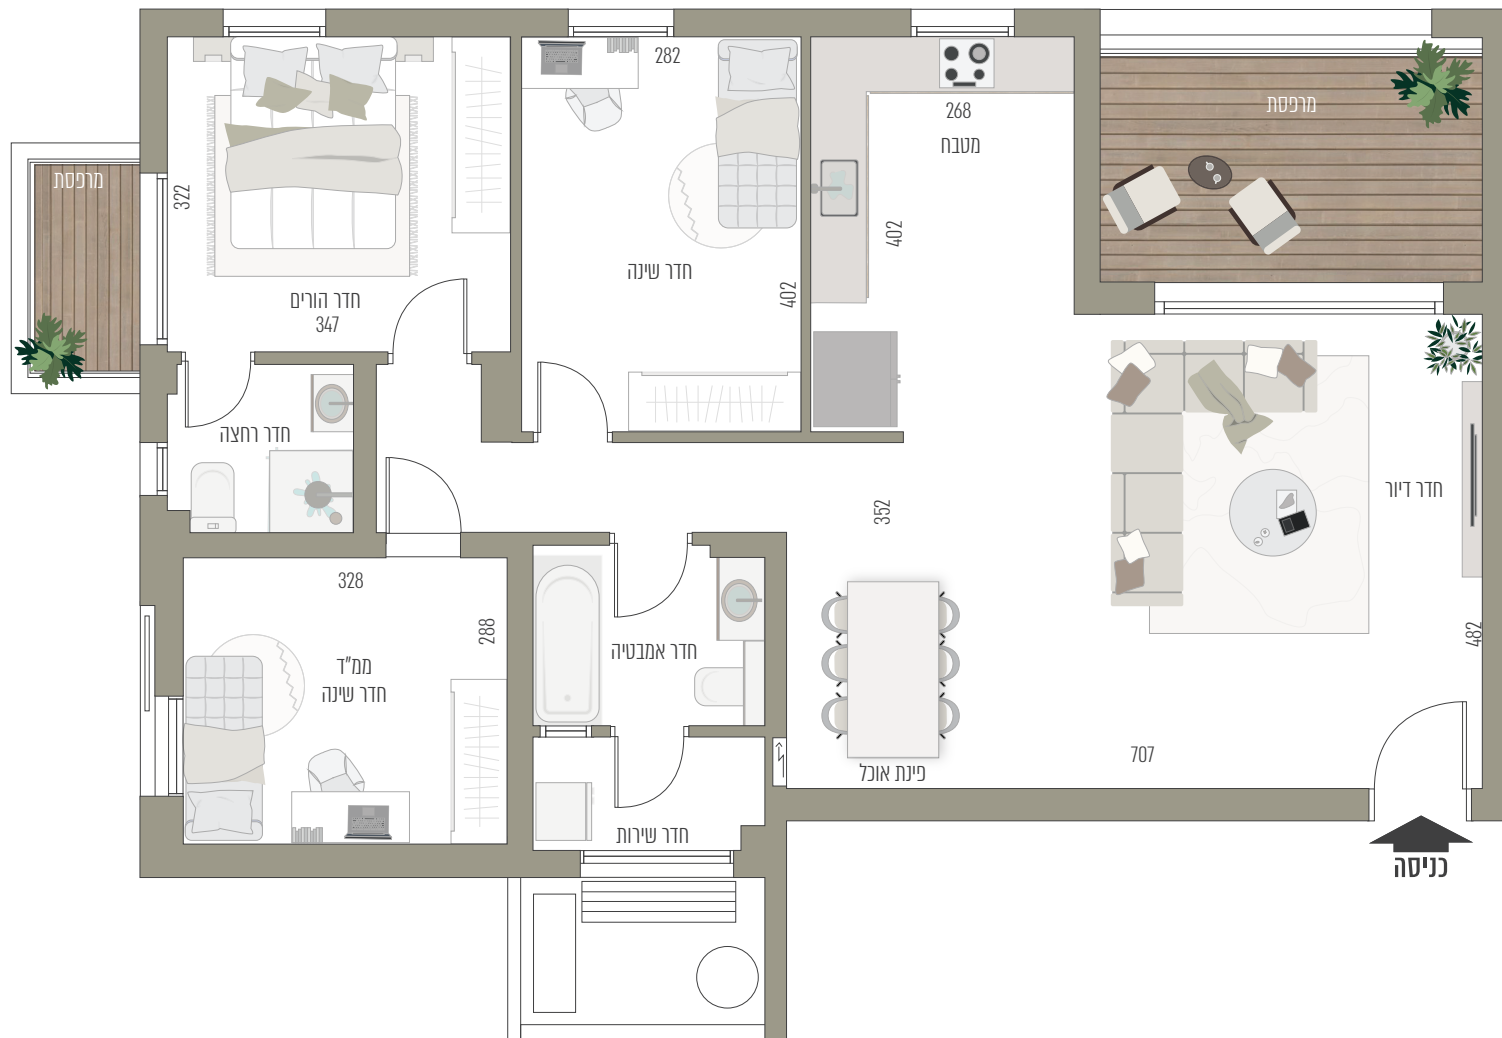 282
מרפסת
268
מטבח
מרפסת
322
402
חדר שינה
402
חדר הורים
347
חדר רחצה
חדר דיור
352
328
288
482
חדר אמבטיה
ממ"ד
חדר שינה
707
פינת אוכל
חדר שירות
כניסה